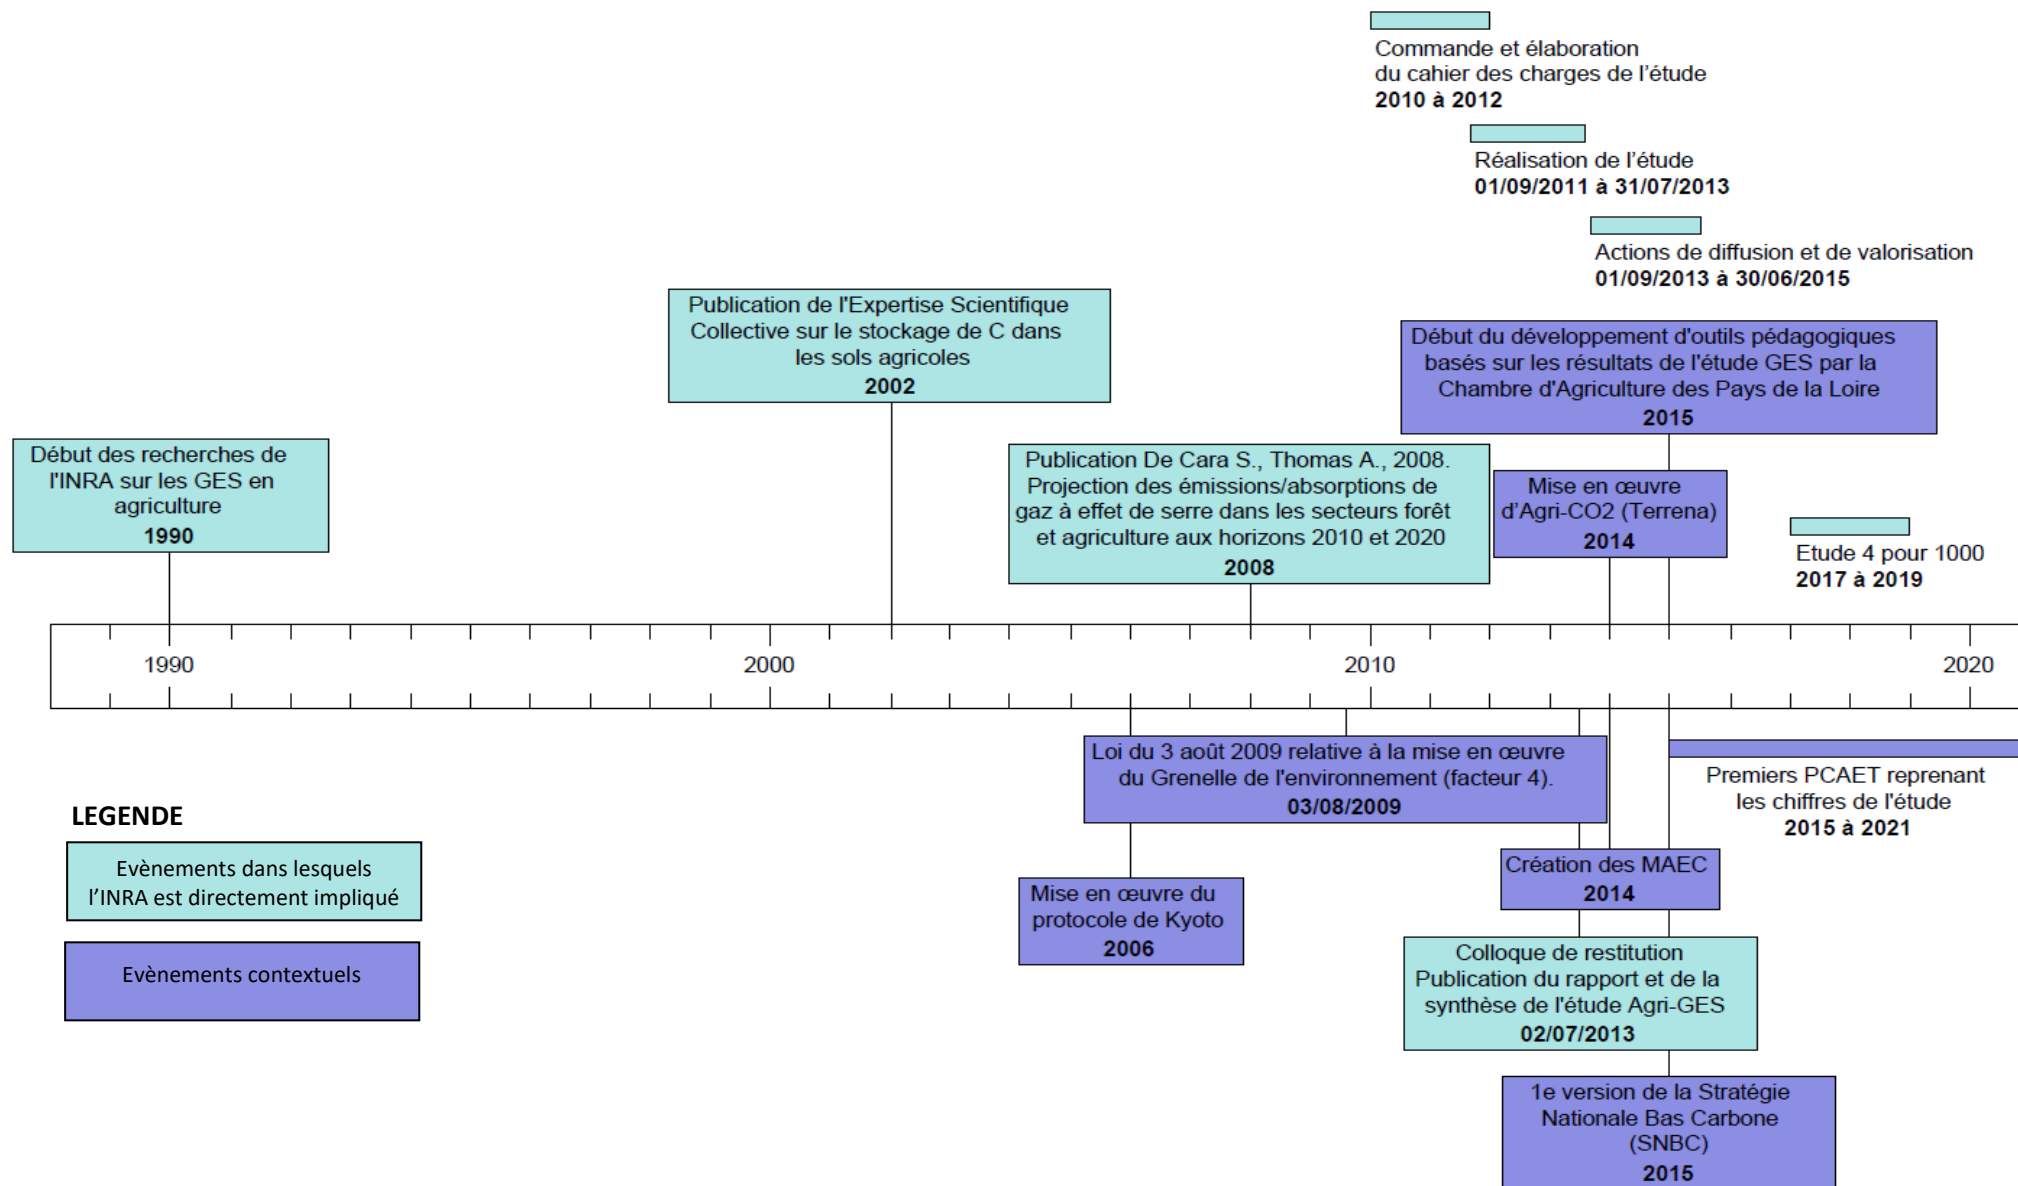 Commande et élaboration
du cahier des charges de l'étude
2010 à 2012
Réalisation de l'étude
01/09/2011 à 31/07/2013
Actions de diffusion et de valorisation
01/09/2013 à 30/06/2015
Publication de l'Expertise Scientifique
Collective sur le stockage de C dans
les sols agricoles
2002
Début du développement d'outils pédagogiques
basés sur les résultats de l'étude GES par la
Chambre d'Agriculture des Pays de la Loire
2015
Début des recherches de
l'INRA sur les GES en
agriculture
1990
Publication De Cara S., Thomas A., 2008.
Projection des émissions/absorptions de
gaz à effet de serre dans les secteurs forêt
et agriculture aux horizons 2010 et 2020
2008
Mise en œuvre
d'Agri-CO2 (Terrena)
2014
Etude 4 pour 1000
2017 à 2019
1990
2000
2010
2020
Loi du 3 août 2009 relative à la mise en œuvre
du Grenelle de l'environnement (facteur 4).
03/08/2009
Premiers PCAET reprenant
les chiffres de l'étude
2015 à 2021
LEGENDE
Evènements dans lesquels
l'INRA est directement impliqué
Evènements contextuels
Mise en œuvre du
protocole de Kyoto
2006
Création des MAEC
2014
Colloque de restitution
Publication du rapport et de la
synthèse de l'étude Agri-GES
02/07/2013
1e version de la Stratégie
Nationale Bas Carbone
(SNBC)
2015